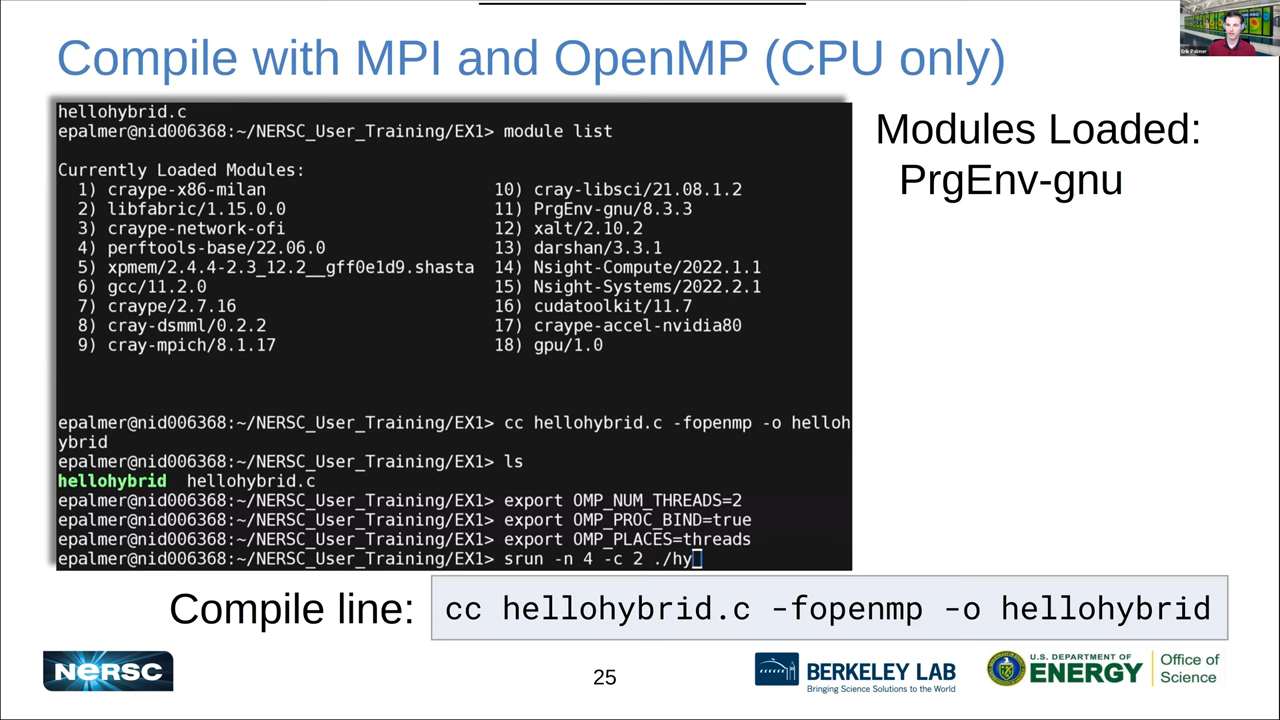 Compile with MPI and OpenMP (CPU only)
NERSC
Erik Palmer
hellohybrid.c
epalmer@nid006368:~/NERSC_User_Training/EX1> module list
Currently Loaded Modules:
1) craype-x86-milan
2) libfabric/1.15.0.0
3) craype-network-ofi
4) perftools-base/22.06.0
5) xpmem/2.4.4-2.3_12.2__gff0e1d9.shasta
6) gcc/11.2.0
7) craype/2.7.16
8) cray-dsmml/0.2.2
9) cray-mpich/8.1.17
10) cray-libsci/21.08.1.2
11) PrgEnv-gnu/8.3.3
12) xalt/2.10.2
13) darshan/3.3.1
14) Nsight-Compute/2022.1.1
15) Nsight-Systems/2022.2.1
16) cudatoolkit/11.7
17) craype-accel-nvidia80
18) gpu/1.0
epalmer@nid006368:~/NERSC_User_Training/EX1> cc hellohybrid.c -fopenmp -o helloh
ybrid
epalmer@nid006368:~/NERSC_User_Training/EX1> ls
hellohybrid hellohybrid.c
epalmer@nid006368:~/NERSC_User_Training/EX1> export OMP_NUM_THREADS=2
epalmer@nid006368:~/NERSC_User_Training/EX1> export OMP_PROC_BIND=true
epalmer@nid006368:~/NERSC_User_Training/EX1> export OMP_PLACES=threads
epalmer@nid006368:~/NERSC_User_Training/EX1> srun -n 4 -c 2 ./hy
Modules Loaded:
PrgEnv-gnu
Compile line:
cc hellohybrid.c -fopenmp -o hellohybrid
NERSC
25
BERKELEY LAB
Bringing Science Solutions to the World
U.S. DEPARTMENT OF
ENERGY
Office of
Science